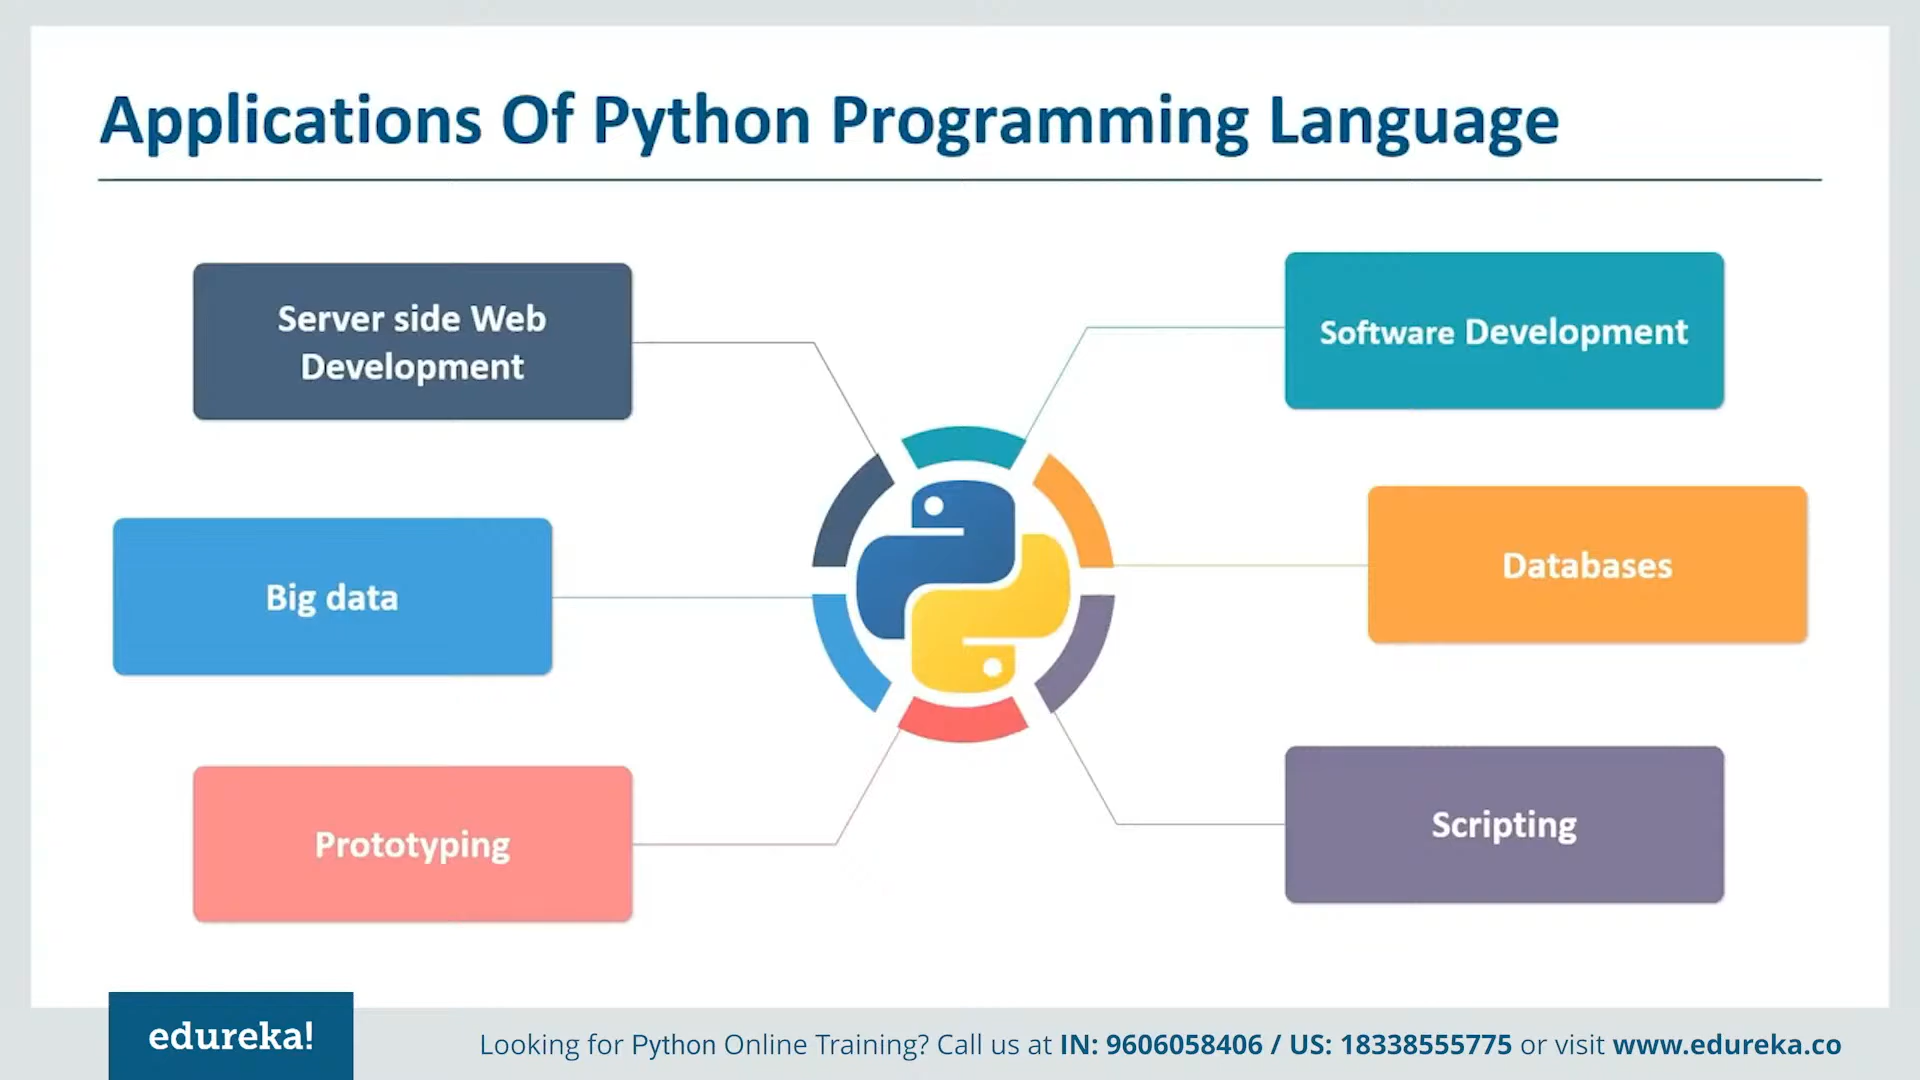 Applications Of Python Programming Language
Server side Web
Development
Software Development
Big data
Databases
Prototyping
Scripting
edureka!
Looking for Python Online Training? Call us at IN: 9606058406 / US: 18338555775 or visit www.edureka.co